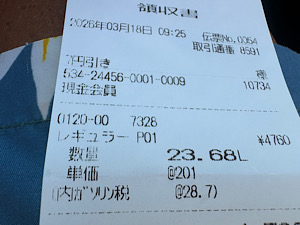 領収書
2026年03月18日 09:25 伝票No.0054
取引通番 8591
7円引き 様
534-24456-0001-0009 10734
現金会員
0120-00 7328
レギュラー P01 ¥4760
数量 23.68L
単価 @201
(内ガソリン税 @28.7)